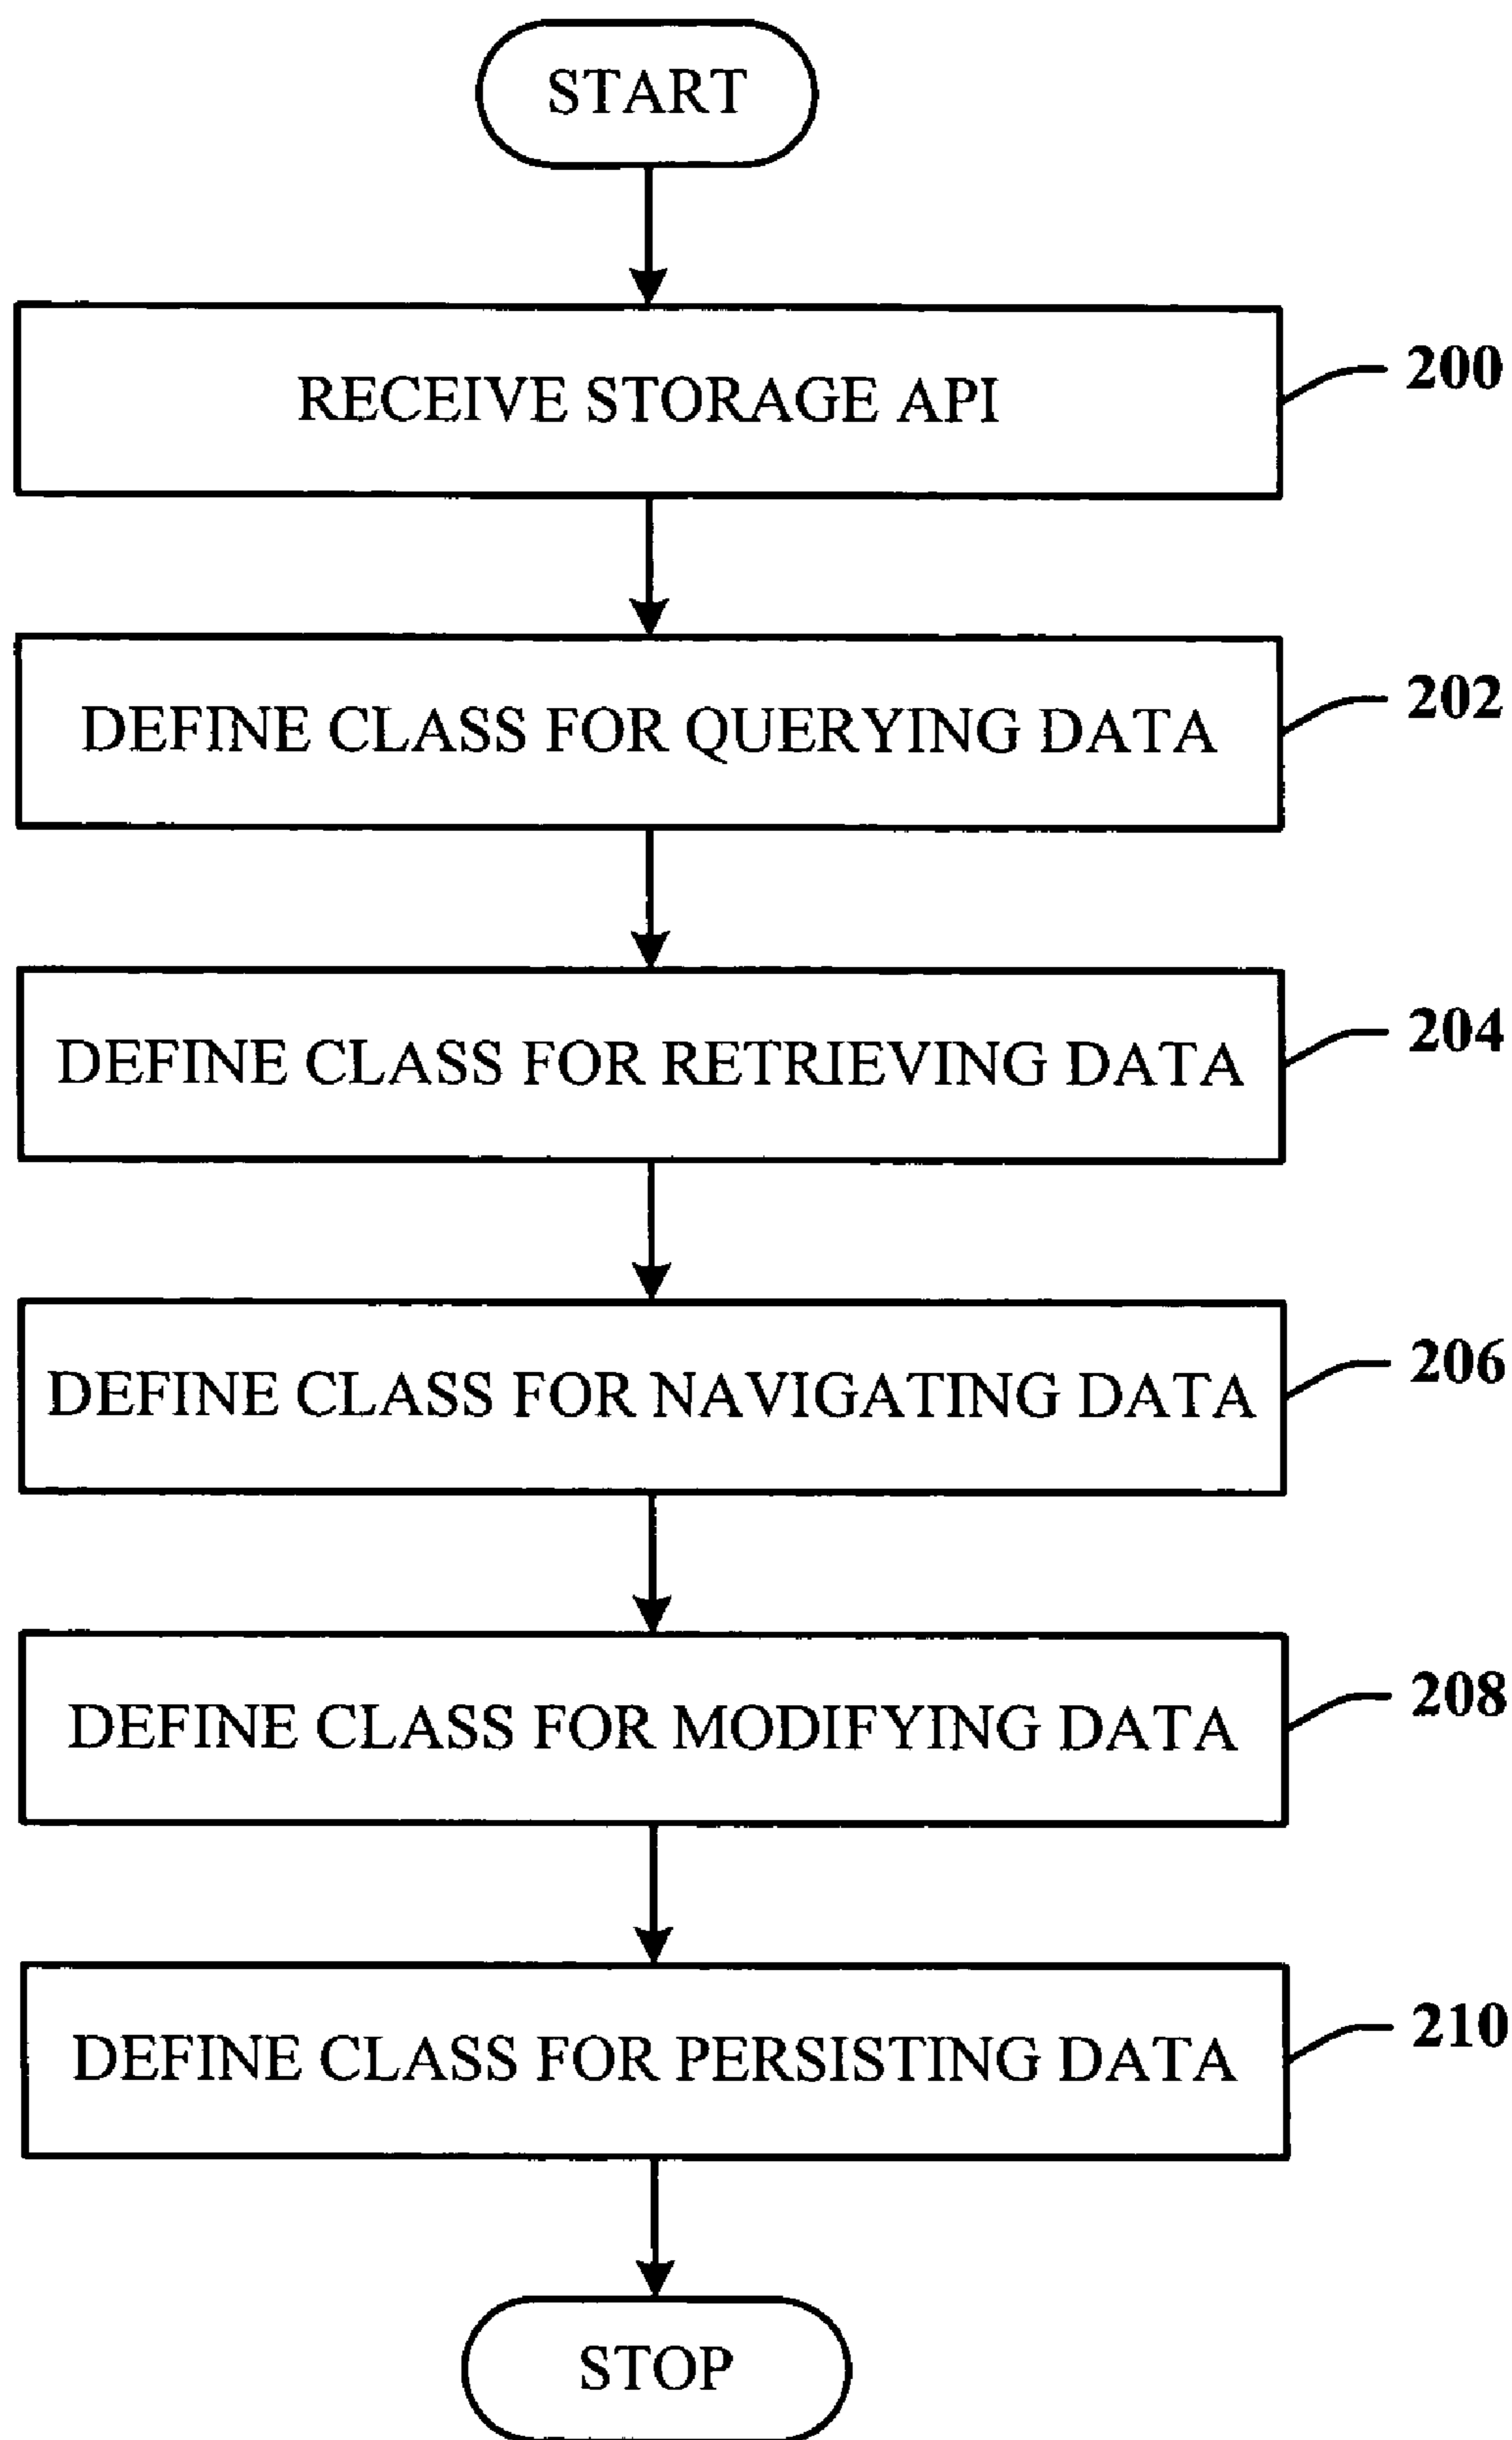 START
RECEIVE STORAGE API
200
DEFINE CLASS FOR QUERYING DATA
202
DEFINE CLASS FOR RETRIEVING DATA
204
DEFINE CLASS FOR NAVIGATING DATA
206
DEFINE CLASS FOR MODIFYING DATA
208
DEFINE CLASS FOR PERSISTING DATA
210
STOP